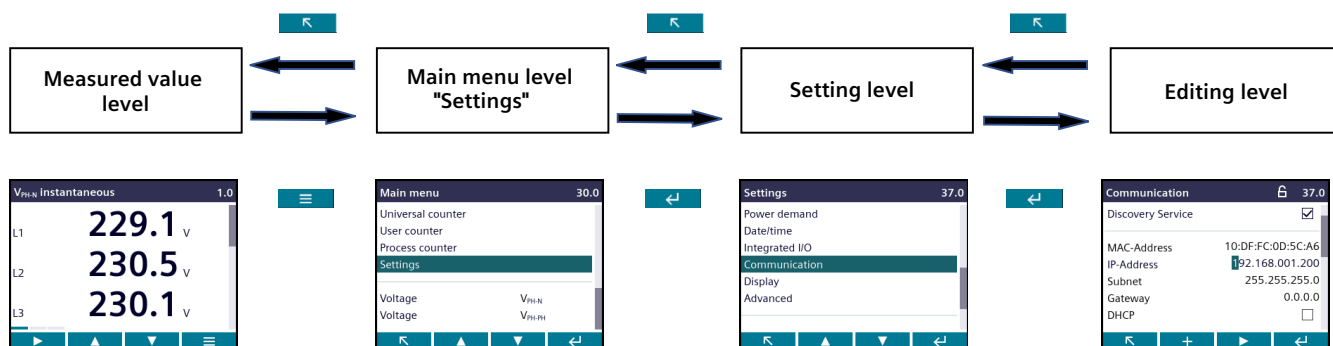 Measured value
level
Main menu level
"Settings"
Setting level
Editing level
VPH-N instantaneous 1.0
L1 229.1 V
L2 230.5 V
L3 230.1 V
Main menu 30.0
Universal counter
User counter
Process counter
Settings
Voltage VPH-N
Voltage VPH-PH
Settings 37.0
Power demand
Date/time
Integrated I/O
Communication
Display
Advanced
Communication 37.0
Discovery Service
MAC-Address 10:DF:FC:0D:5C:A6
IP-Address 192.168.001.200
Subnet 255.255.255.0
Gateway 0.0.0.0
DHCP